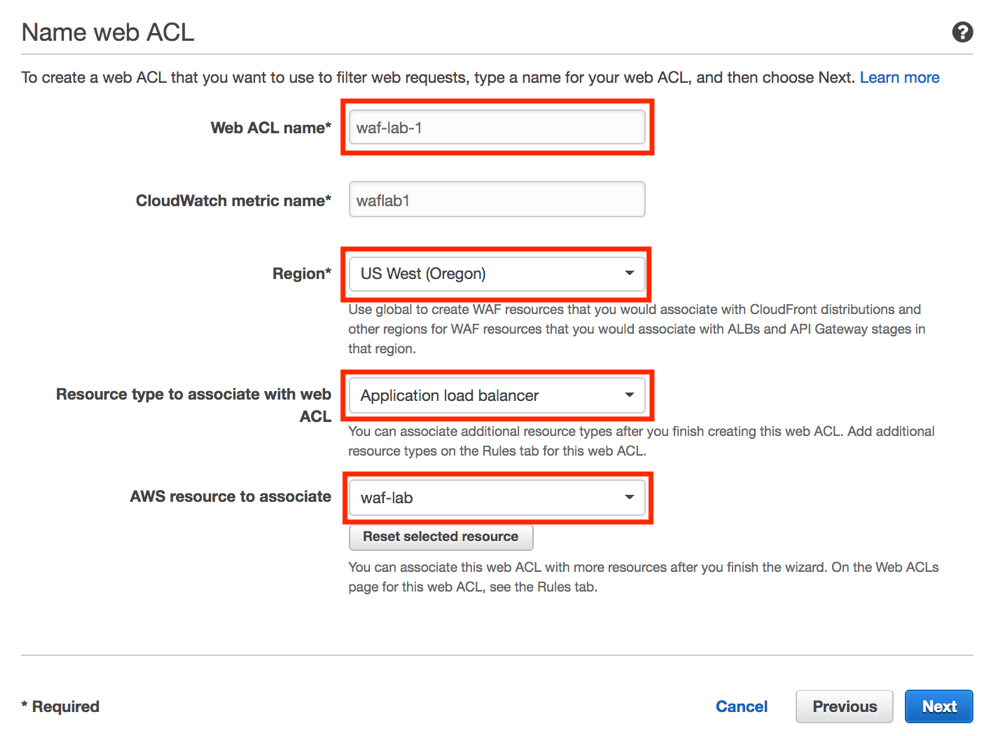 Name web ACL
?
To create a web ACL that you want to use to filter web requests, type a name for your web ACL, and then choose Next. Learn more
Web ACL name*
waf-lab-1
CloudWatch metric name*
waflab1
Region*
US West (Oregon)
Use global to create WAF resources that you would associate with CloudFront distributions and
other regions for WAF resources that you would associate with ALBs and API Gateway stages in
that region.
Resource type to associate with web
ACL
Application load balancer
You can associate additional resource types after you finish creating this web ACL. Add additional
resource types on the Rules tab for this web ACL.
AWS resource to associate
waf-lab
Reset selected resource
You can associate this web ACL with more resources after you finish the wizard. On the Web ACLs
page for this web ACL, see the Rules tab.
* Required
Cancel
Previous
Next